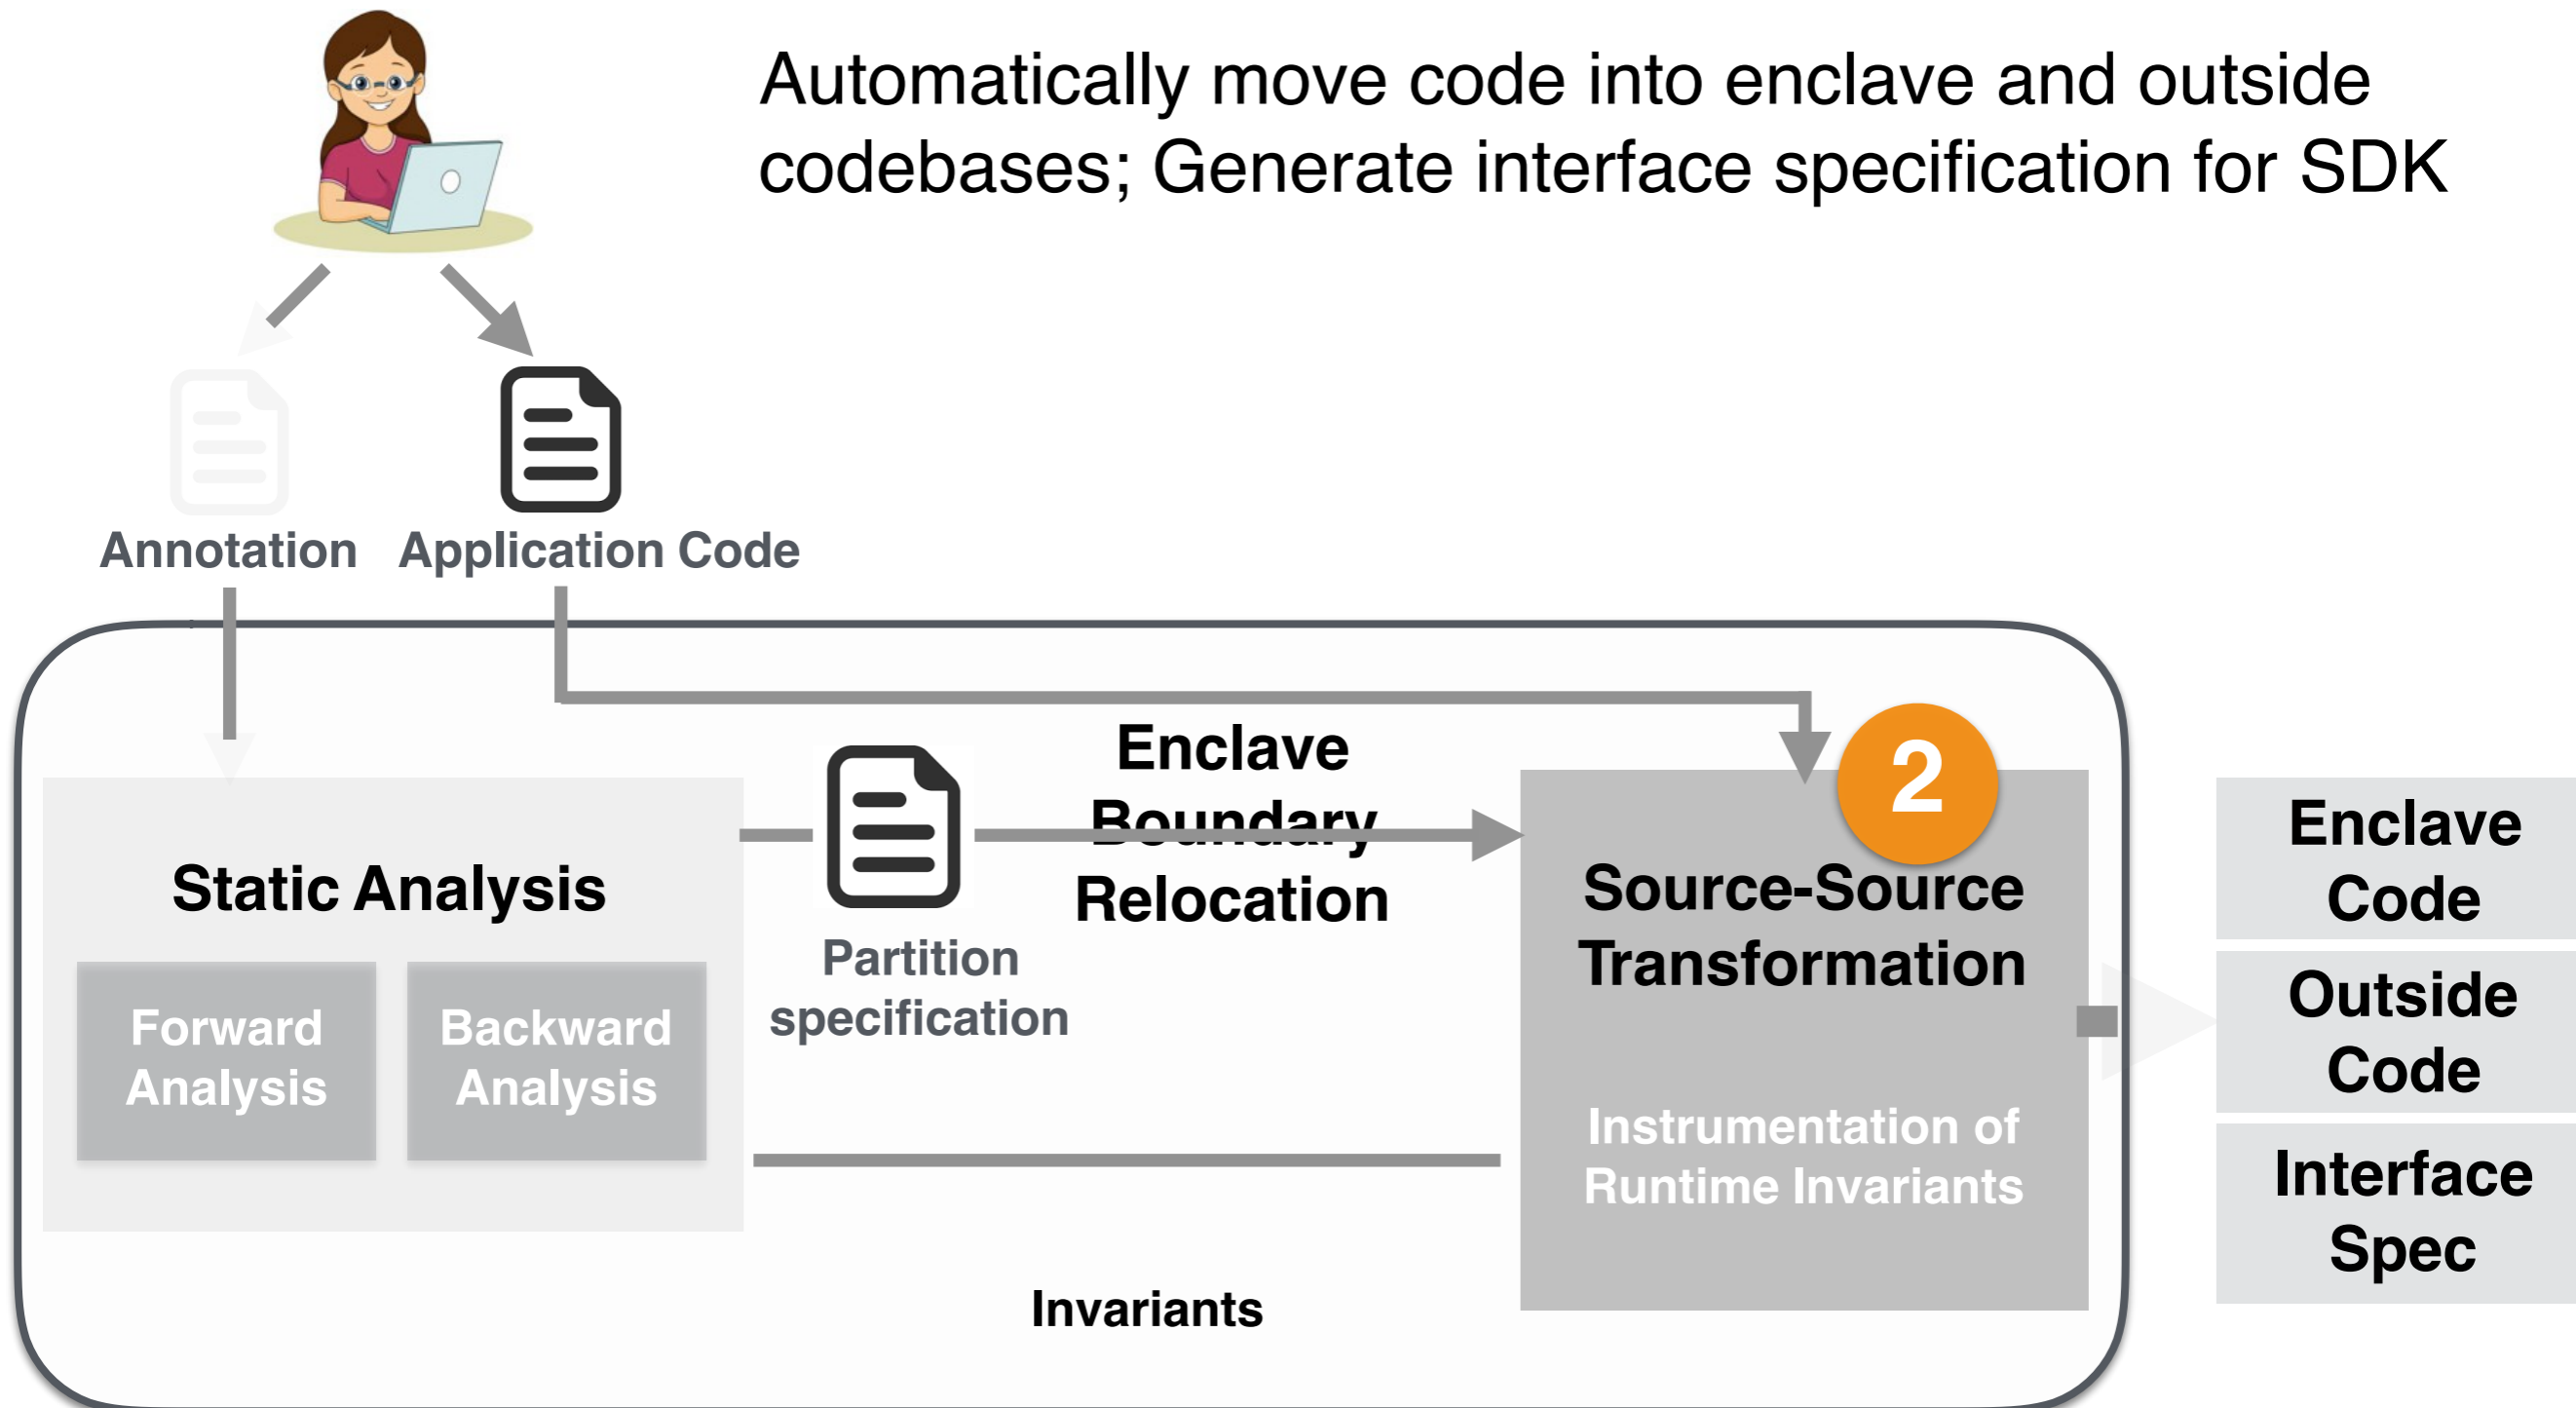 Automatically move code into enclave and outside
codebases; Generate interface specification for SDK
Annotation
Application Code
Enclave
Boundary
Relocation
2
Static Analysis
Forward
Analysis
Backward
Analysis
Partition
specification
Source-Source
Transformation
Instrumentation of
Runtime Invariants
Invariants
Enclave
Code
Outside
Code
Interface
Spec